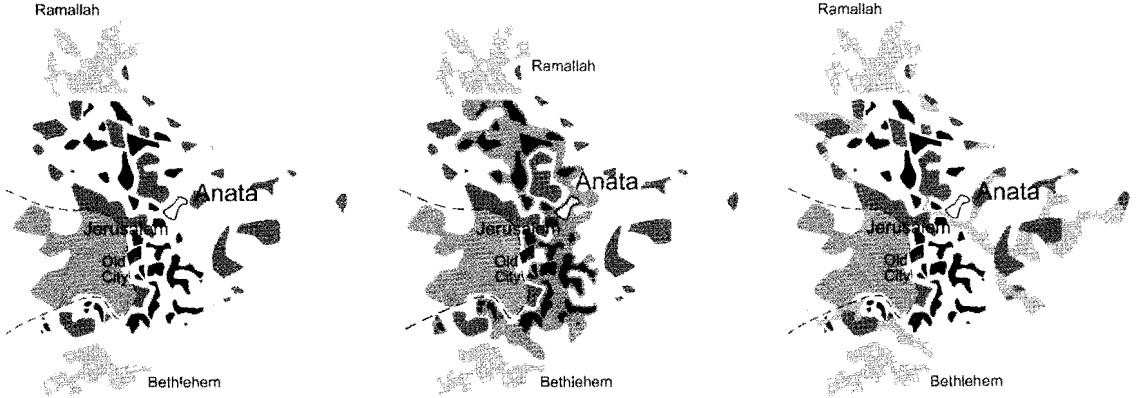 Ramallah
Anata
Jerusalem
Old
City
Bethlehem
Ramallah
Anata
Jerusalem
Old
City
Bethlehem
Ramallah
Anata
Jerusalem
Old
City
Bethlehem